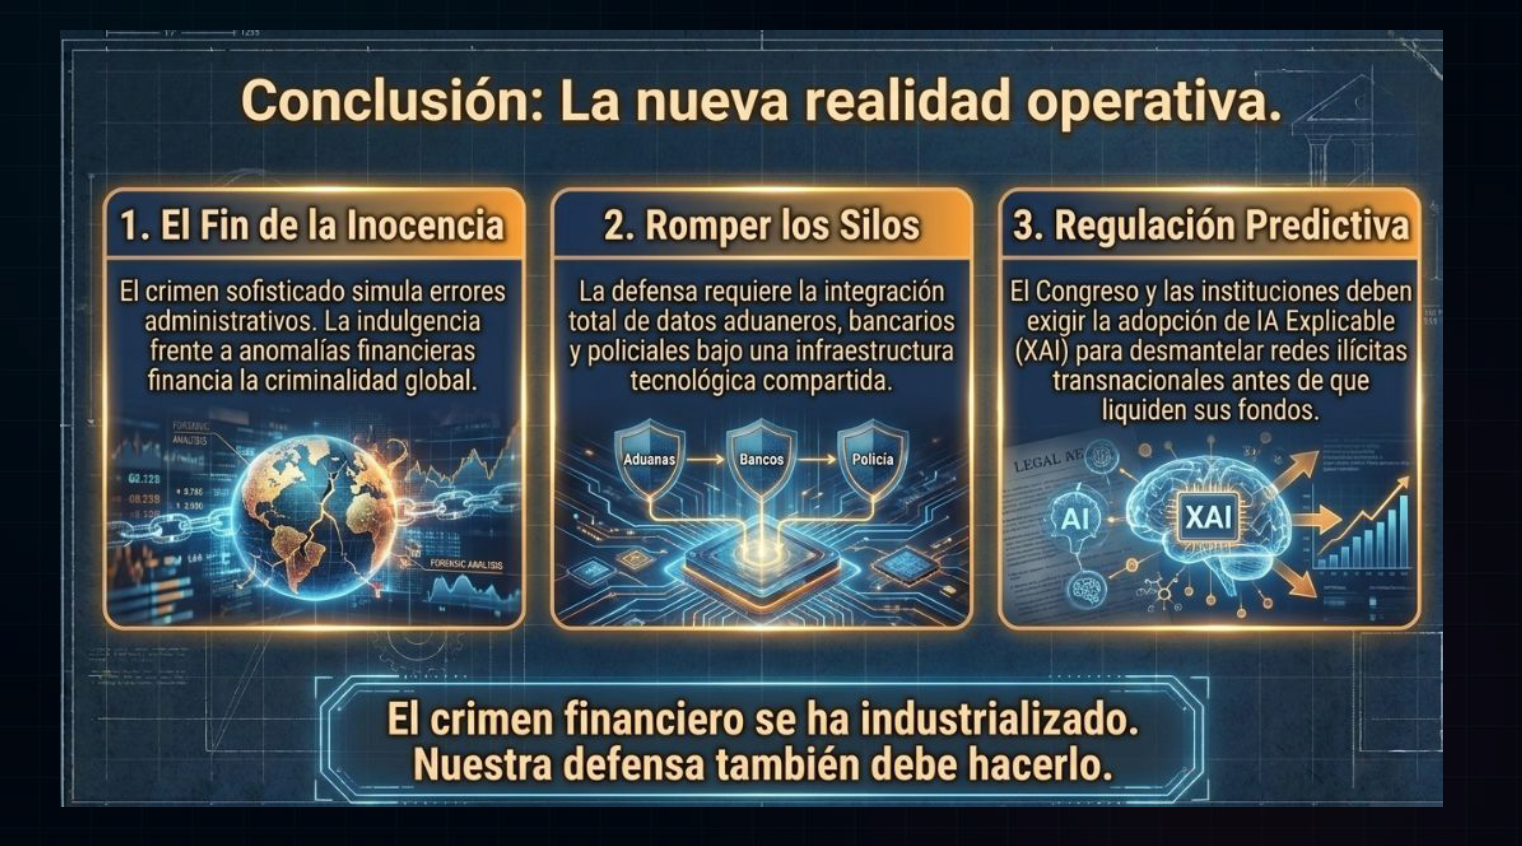 Conclusión: La nueva realidad operativa.
1. El Fin de la Inocencia
El crimen sofisticado simula errores
administrativos. La indulgencia
frente a anomalías financieras
financia la criminalidad global.
FORENSIC ANALISIS
2. Romper los Silos
La defensa requiere la integración
total de datos aduaneros, bancarios
y policiales bajo una infraestructura
tecnológica compartida.
Aduanas
Bancos
Policía
3. Regulación Predictiva
El Congreso y las instituciones deben
exigir la adopción de IA Explicable
(XAI) para desmantelar redes ilícitas
transnacionales antes de que
liquiden sus fondos.
LEGAL
AI
XAI
El crimen financiero se ha industrializado.
Nuestra defensa también debe hacerlo.